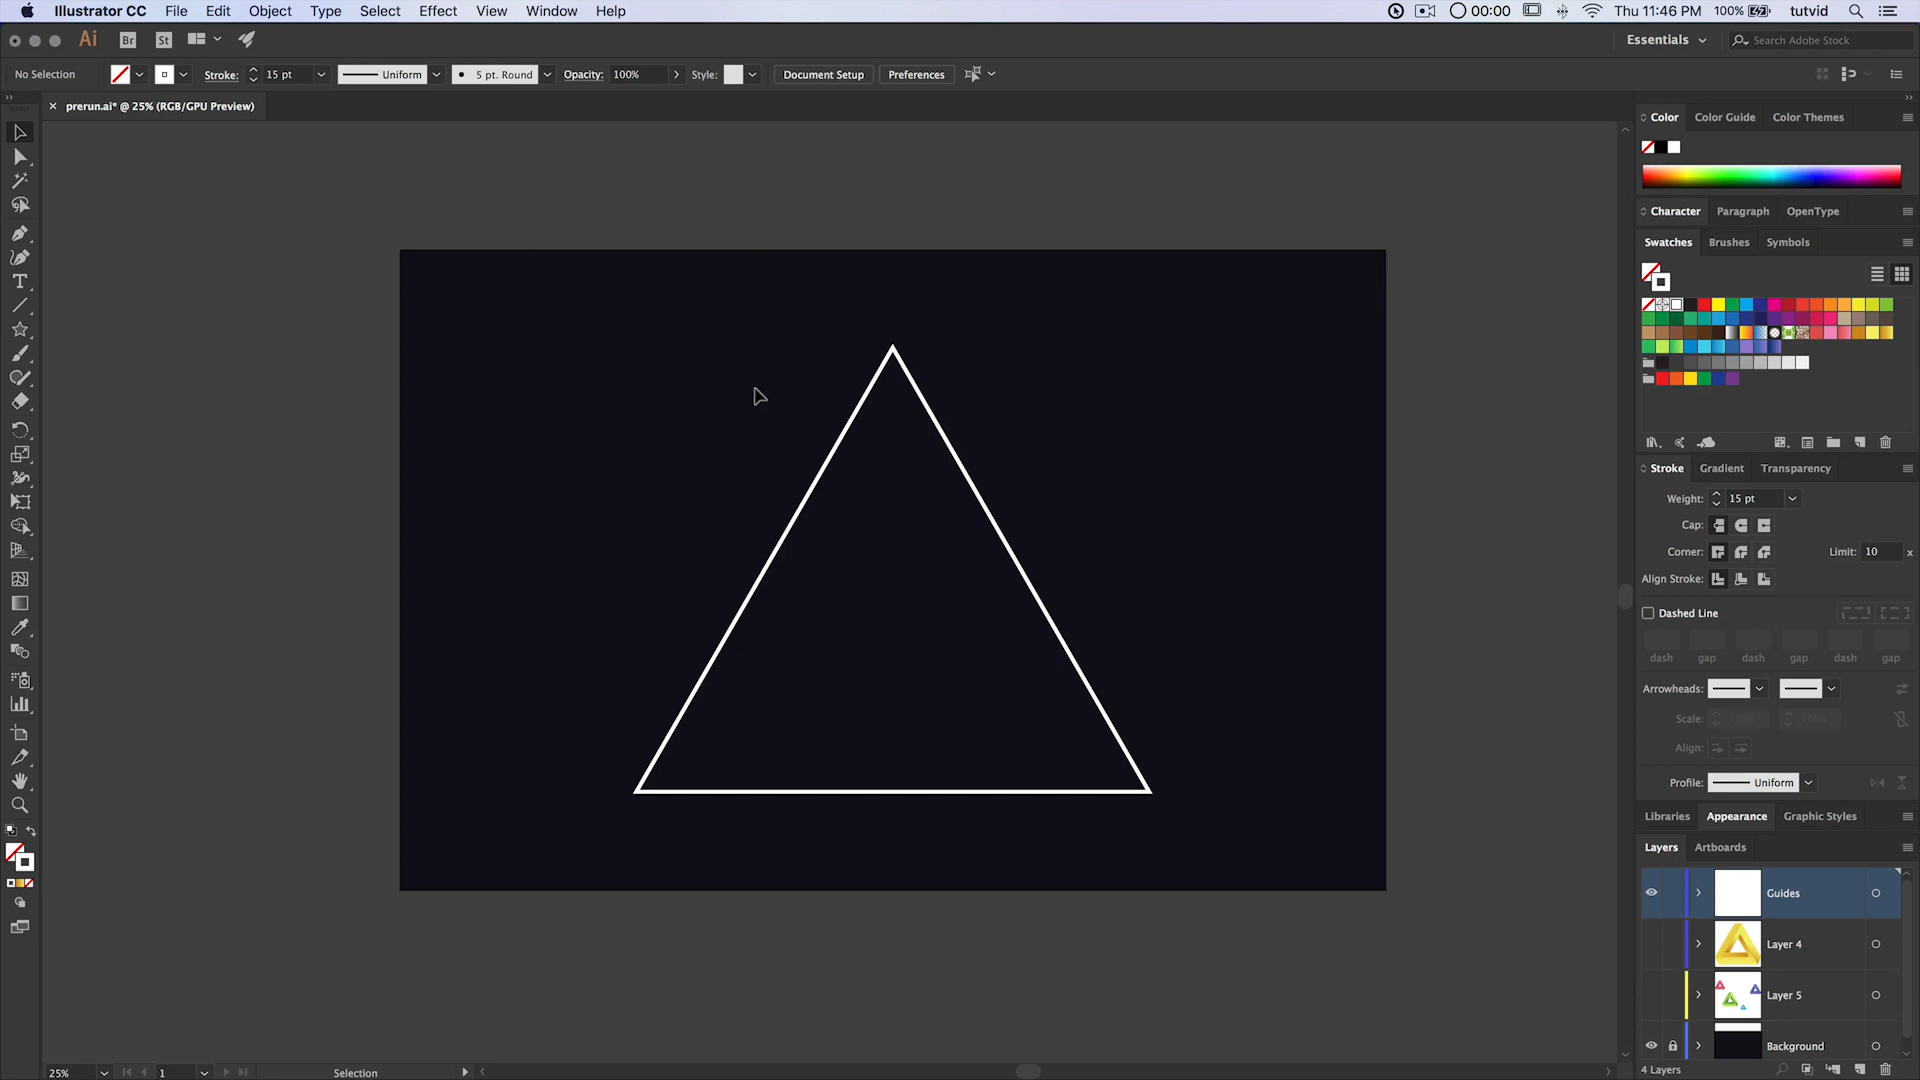 Illustrator CC File Edit Object Type Select Effect View Window Help 00:00 Thu 11:46 PM 100% tutvid
Ai Br St Essentials Search Adobe Stock
No Selection Stroke: 15 pt Uniform 5 pt. Round Opacity: 100% Style: Document Setup Preferences
× prerun.ai* @ 25% (RGB/GPU Preview)
Color Color Guide Color Themes
Character Paragraph OpenType
Swatches Brushes Symbols
Stroke Gradient Transparency
Weight: 15 pt
Cap:
Corner: Limit: 10 x
Align Stroke:
Dashed Line
dash gap dash gap dash gap
Arrowheads:
Scale: 100% 100%
Align:
Profile: Uniform
Libraries Appearance Graphic Styles
Layers Artboards
Guides
Layer 4
Layer 5
Background
4 Layers
25% 1 Selection